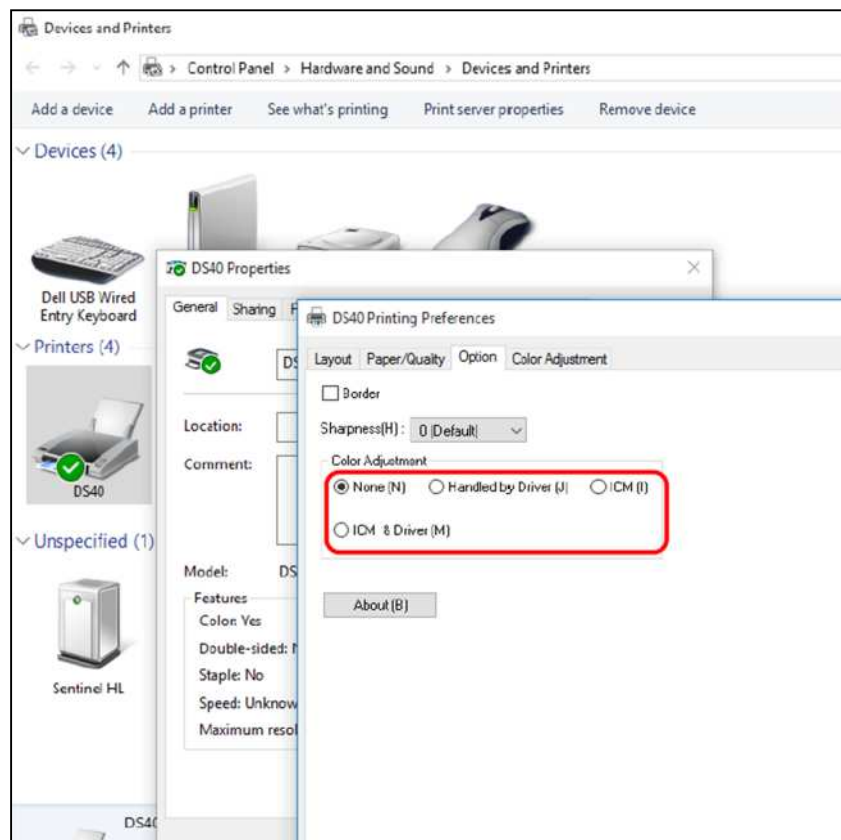 Devices and Printers
Control Panel > Hardware and Sound > Devices and Printers
Add a device Add a printer See what's printing Print server properties Remove device
Devices (4)
Dell USB Wired
Entry Keyboard
Printers (4)
DS40
Unspecified (1)
Sentinel HL
DS40
DS40 Properties
General Sharing
DS
Location:
Comment:
Model: DS
Features
Color: Yes
Double-sided: N
Staple: No
Speed: Unknow
Maximum resol
DS40 Printing Preferences
Layout Paper/Quality Option Color Adjustment
Border
Sharpness(H) : 0 (Default)
Color Adjustment
None (N) Handled by Driver (J) ICM (I)
ICM & Driver (M)
About (B)